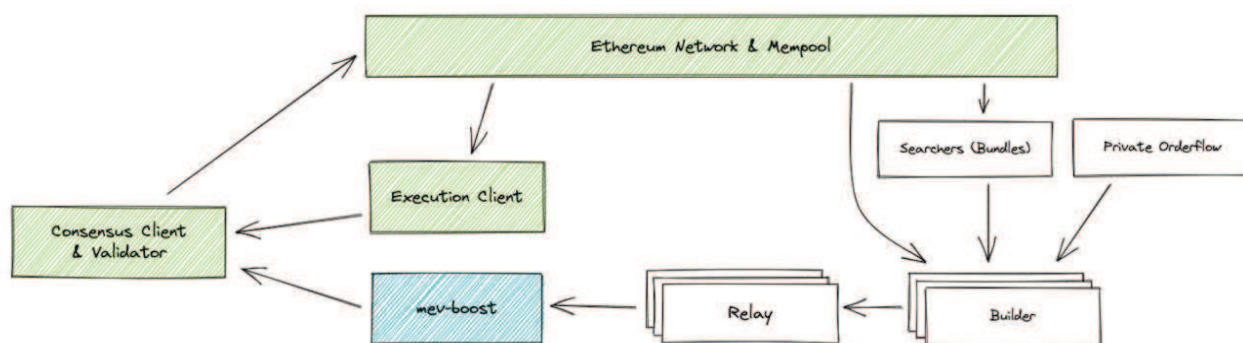 Ethereum Network & Mempool
Searchers (Bundles)
Private Orderflow
Execution Client
Consensus Client
& Validator
mev-boost
Relay
Builder